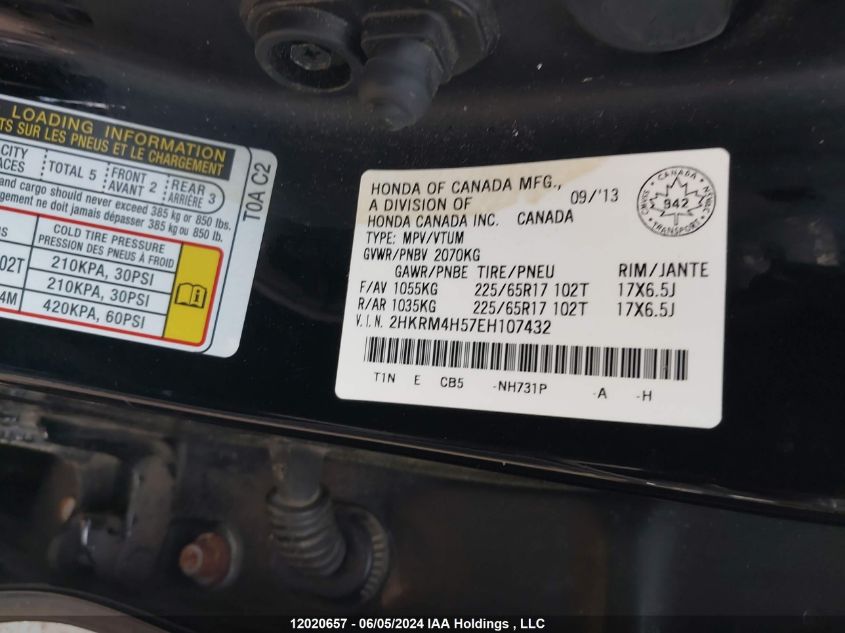 LOADING INFORMATION
TS SUR LES PNEUS ET LE CHARGEMENT
CITY
ACES
TOTAL 5
FRONT
AVANT 2
REAR
ARRIÈRE 3
and cargo should never exceed 385 kg or 850 lbs.
gement ne doit jamais dépasser 385 kg ou 850 lb.
COLD TIRE PRESSURE
PRESSION DES PNEUS À FROID
02T
210KPA, 30PSI
210KPA, 30PSI
4M
420KPA, 60PSI
T0A C2
HONDA OF CANADA MFG.,
A DIVISION OF
HONDA CANADA INC. CANADA
09/'13
CANADA
942
TYPE: MPV/VTUM
GVWR/PNBV 2070KG
GAWR/PNBE TIRE/PNEU RIM/JANTE
F/AV 1055KG 225/65R17 102T 17X6.5J
R/AR 1035KG 225/65R17 102T 17X6.5J
V.I.N. 2HKRM4H57EH107432
T1N E CB5 -NH731P -A -H
12020657 - 06/05/2024 IAA Holdings , LLC